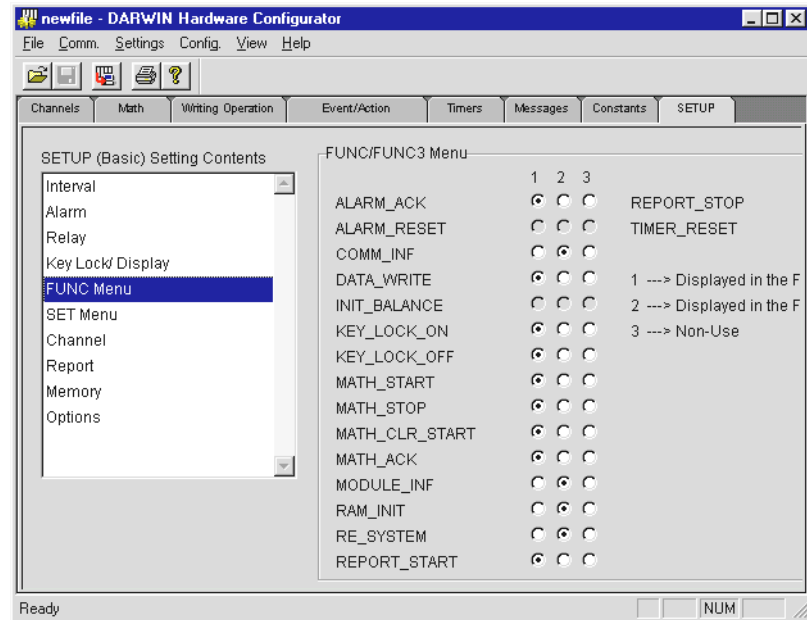 newfile - DARWIN Hardware Configurator
File Comm. Settings Config. View Help
Channels Math Writing Operation Event/Action Timers Messages Constants SETUP
SETUP (Basic) Setting Contents
Interval
Alarm
Relay
Key Lock/ Display
FUNC Menu
SET Menu
Channel
Report
Memory
Options
FUNC/FUNC3 Menu
1 2 3
ALARM_ACK
ALARM_RESET
COMM_INF
DATA_WRITE
INIT_BALANCE
KEY_LOCK_ON
KEY_LOCK_OFF
MATH_START
MATH_STOP
MATH_CLR_START
MATH_ACK
MODULE_INF
RAM_INIT
RE_SYSTEM
REPORT_START
REPORT_STOP
TIMER_RESET
1 ---> Displayed in the F
2 ---> Displayed in the F
3 ---> Non-Use
Ready
NUM